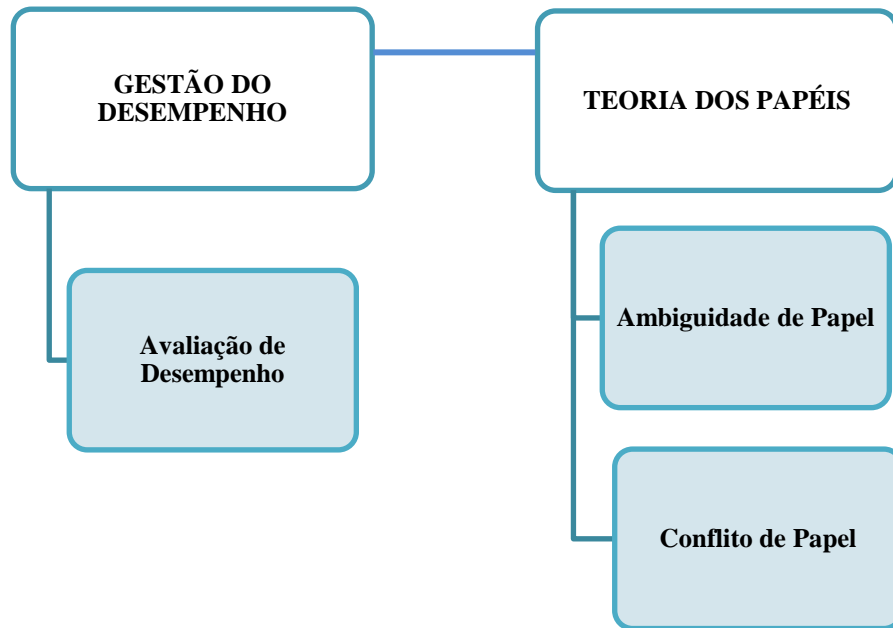 GESTÃO DO
DESEMPENHO
TEORIA DOS PAPÉIS
Avaliação de
Desempenho
Ambiguidade de Papel
Conflito de Papel